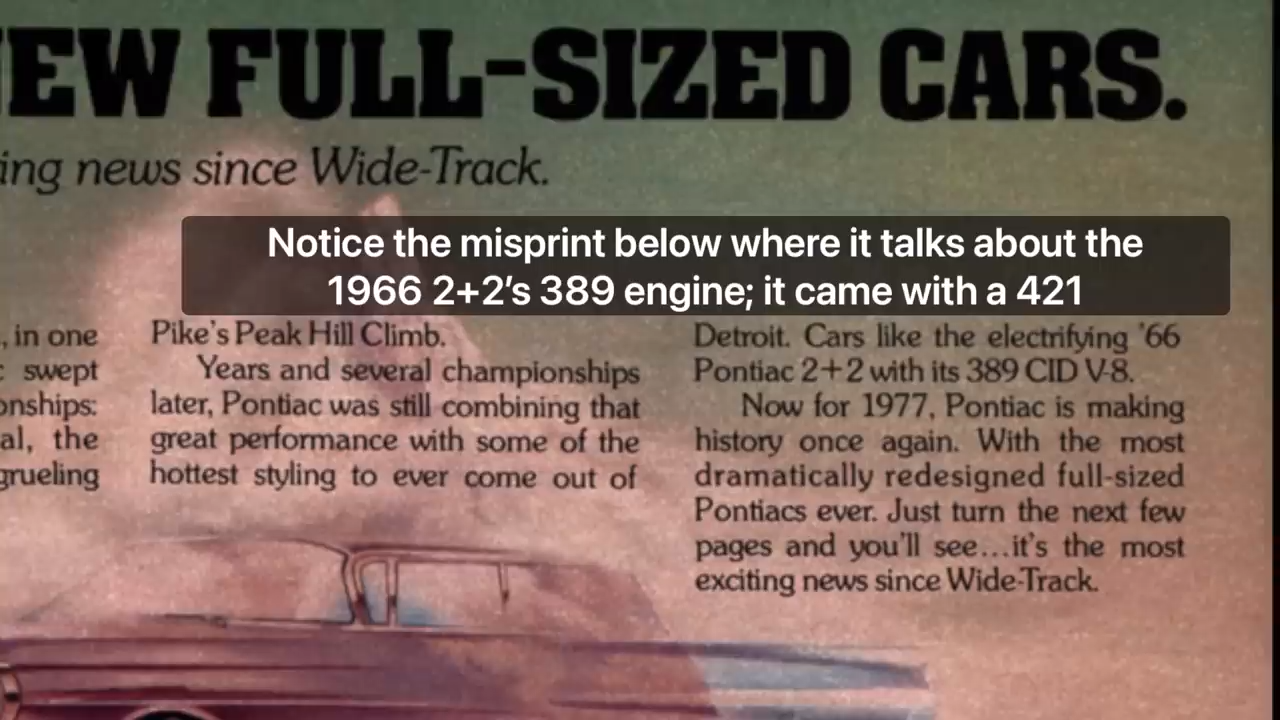 EW FULL-SIZED CARS.
ing news since Wide-Track.
Notice the misprint below where it talks about the
1966 2+2’s 389 engine; it came with a 421
, in one
swept
onships:
al, the
grueling
Pike's Peak Hill Climb.
Years and several championships
later, Pontiac was still combining that
great performance with some of the
hottest styling to ever come out of
Detroit. Cars like the electrifying '66
Pontiac 2+2 with its 389 CID V-8.
Now for 1977, Pontiac is making
history once again. With the most
dramatically redesigned full-sized
Pontiacs ever. Just turn the next few
pages and you'll see...it's the most
exciting news since Wide-Track.